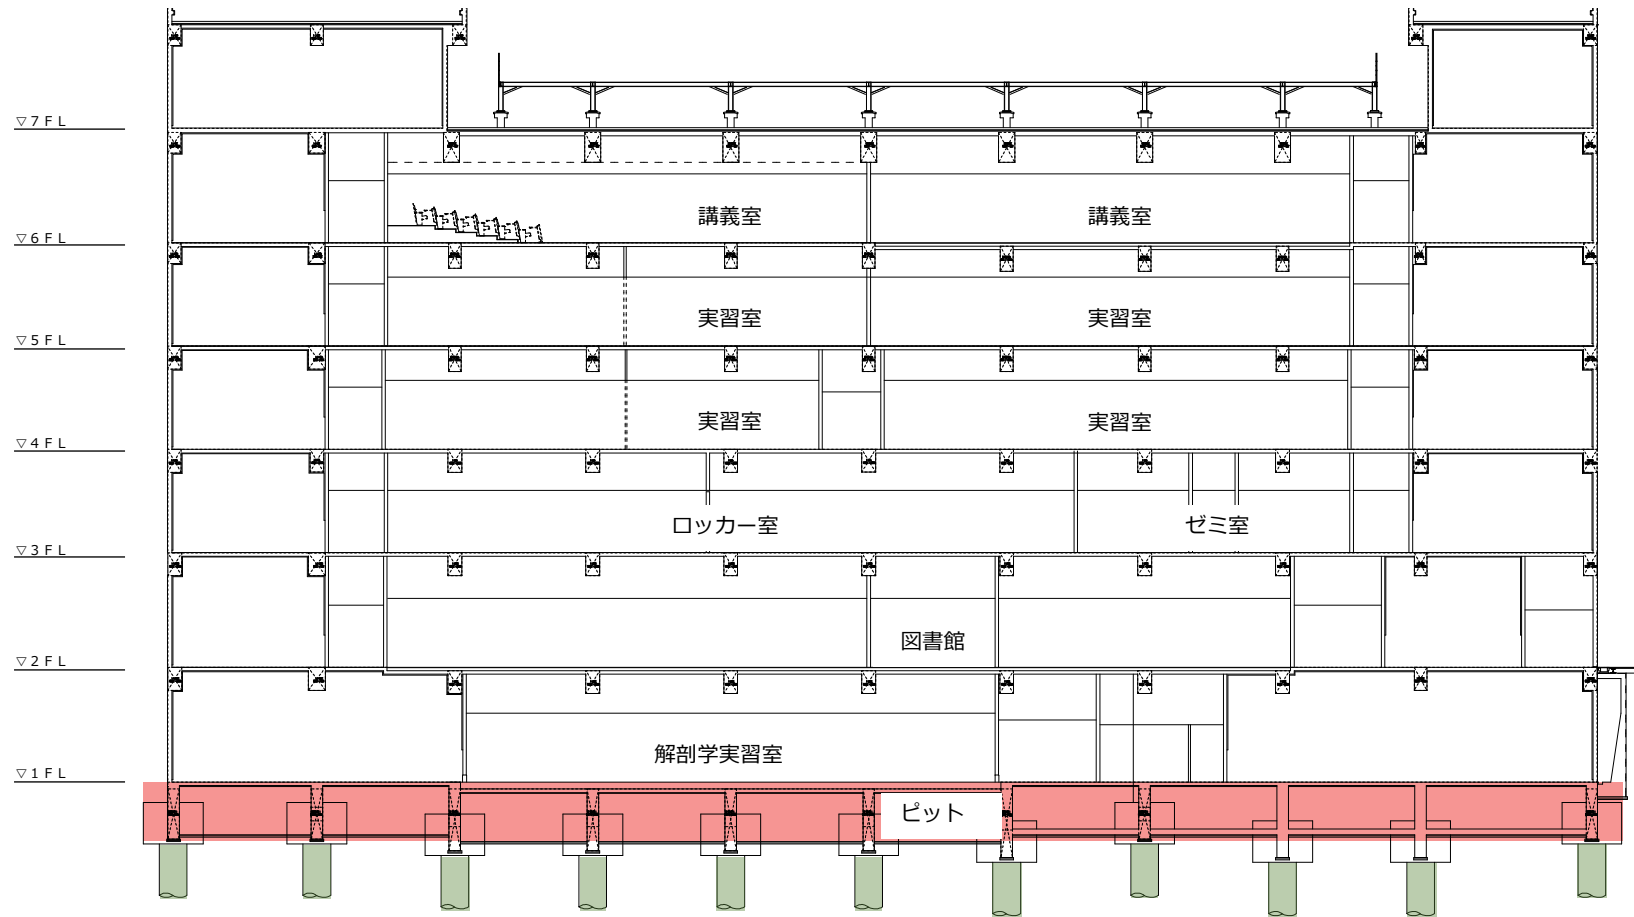 ▽7FL
▽6FL
講義室 講義室
▽5FL
実習室 実習室
▽4FL
実習室 実習室
▽3FL
ロッカー室 ゼミ室
▽2FL
図書館
▽1FL
解剖学実習室
ピット